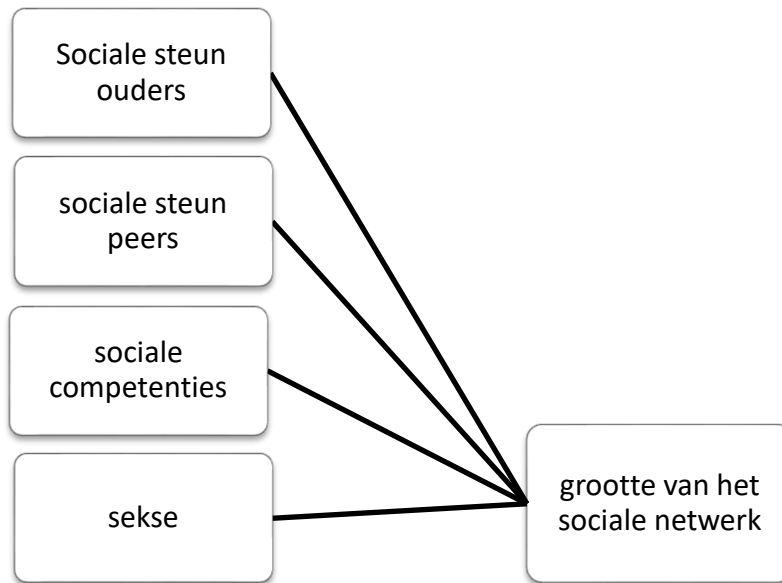 Sociale steun
ouders
sociale steun
peers
sociale
competenties
sekse
grootte van het
sociale netwerk